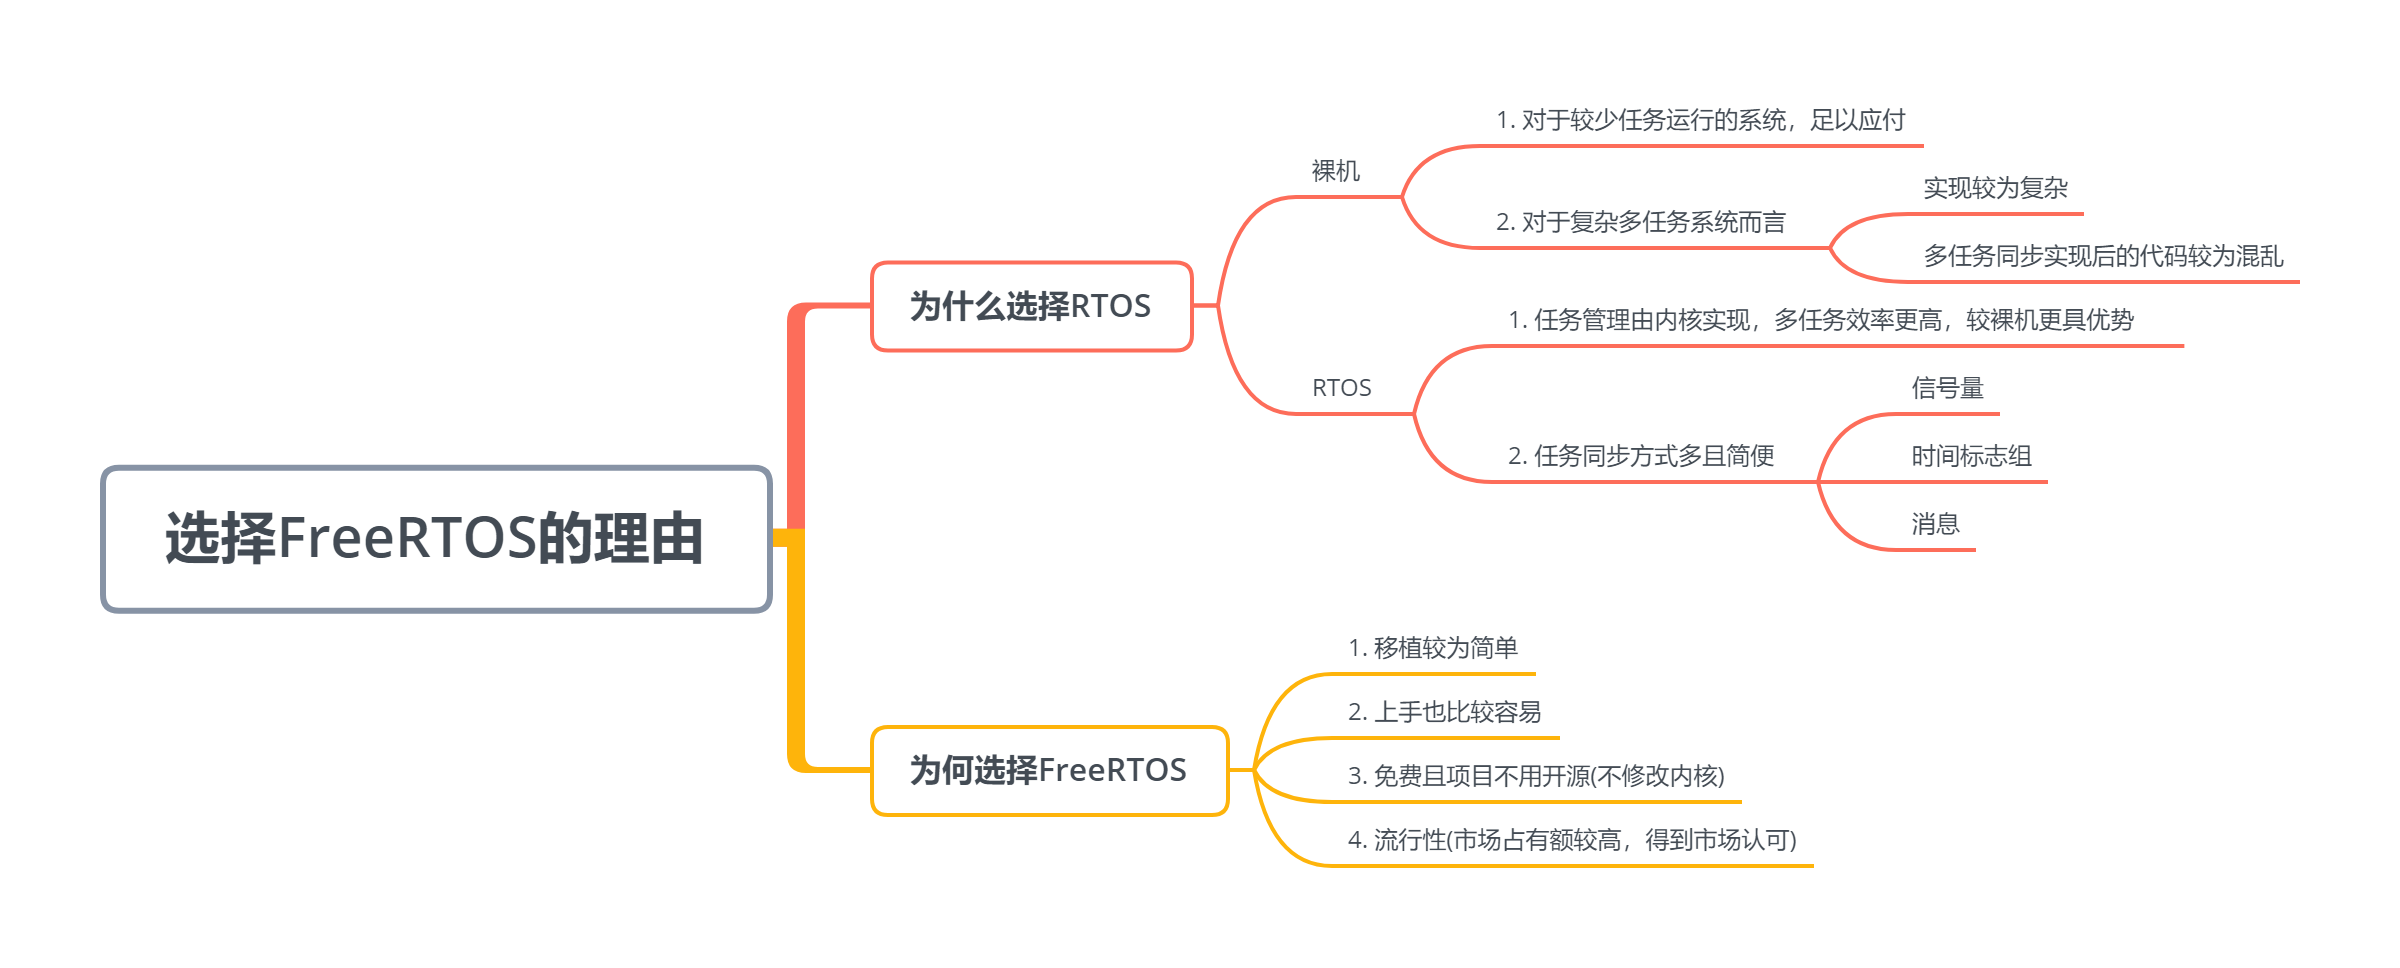 选择FreeRTOS的理由
为什么选择RTOS
裸机
1. 对于较少任务运行的系统，足以应付
2. 对于复杂多任务系统而言
实现较为复杂
多任务同步实现后的代码较为混乱
RTOS
1. 任务管理由内核实现，多任务效率更高，较裸机更具优势
2. 任务同步方式多且简便
信号量
时间标志组
消息
为何选择FreeRTOS
1. 移植较为简单
2. 上手也比较容易
3. 免费且项目不用开源(不修改内核)
4. 流行性(市场占有额较高，得到市场认可)